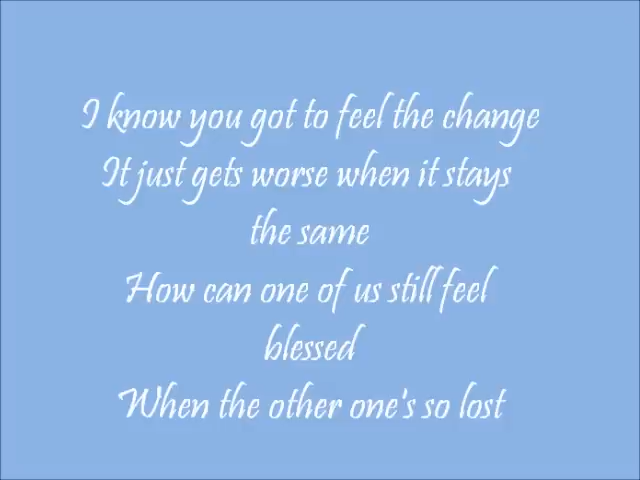 I know you got to feel the change
It just gets worse when it stays
the same
How can one of us still feel
blessed
When the other one's so lost